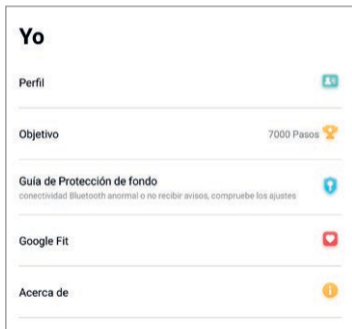 Yo
Perfil
Objetivo
7000 Pasos
Guía de Protección de fondo
conectividad Bluetooth anormal o no recibir avisos, compruebe los ajustes
Google Fit
Acerca de